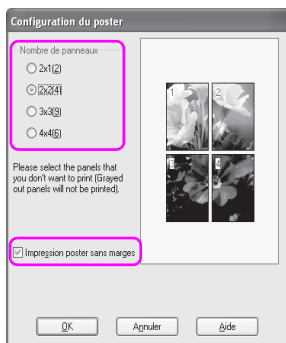 Configuration du poster
Nombre de panneaux
2x1(2)
2x2(4)
3x3(9)
4x4(6)
1
2
3
4
Please select the panels that
you don't want to print (Grayed
out panels will not be printed).
Impression poster sans marges
OK
Annuler
Aide